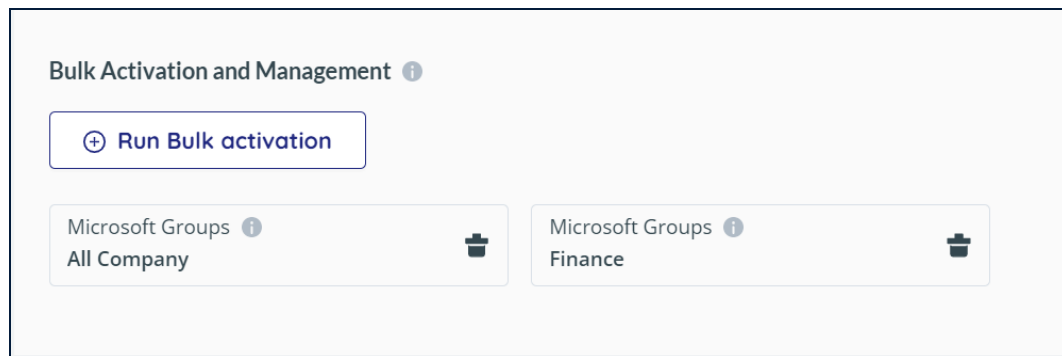 Bulk Activation and Management
Run Bulk activation
Microsoft Groups
All Company
Microsoft Groups
Finance